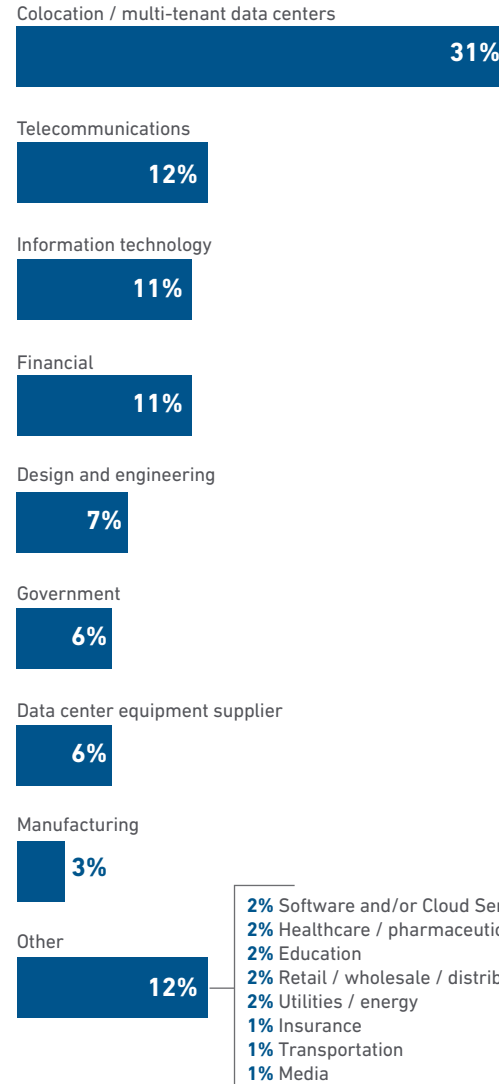 Colocation / multi-tenant data centers
31%
Telecommunications
12%
Information technology
11%
Financial
11%
Design and engineering
7%
Government
6%
Data center equipment supplier
6%
Manufacturing
3%
Other
12%
2% Software and/or Cloud
2% Healthcare /
2% Education
2% Retail / wholesale /
2% Utilities / energy
1% Insurance
1% Transportation
1% Media